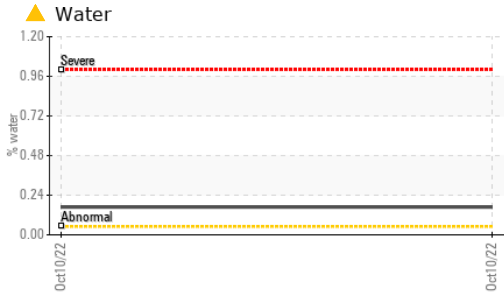 Water
1.20
Severe
0.96
0.72
% water
0.48
0.24
Abnormal
0.00
Oct10/22
Oct10/22